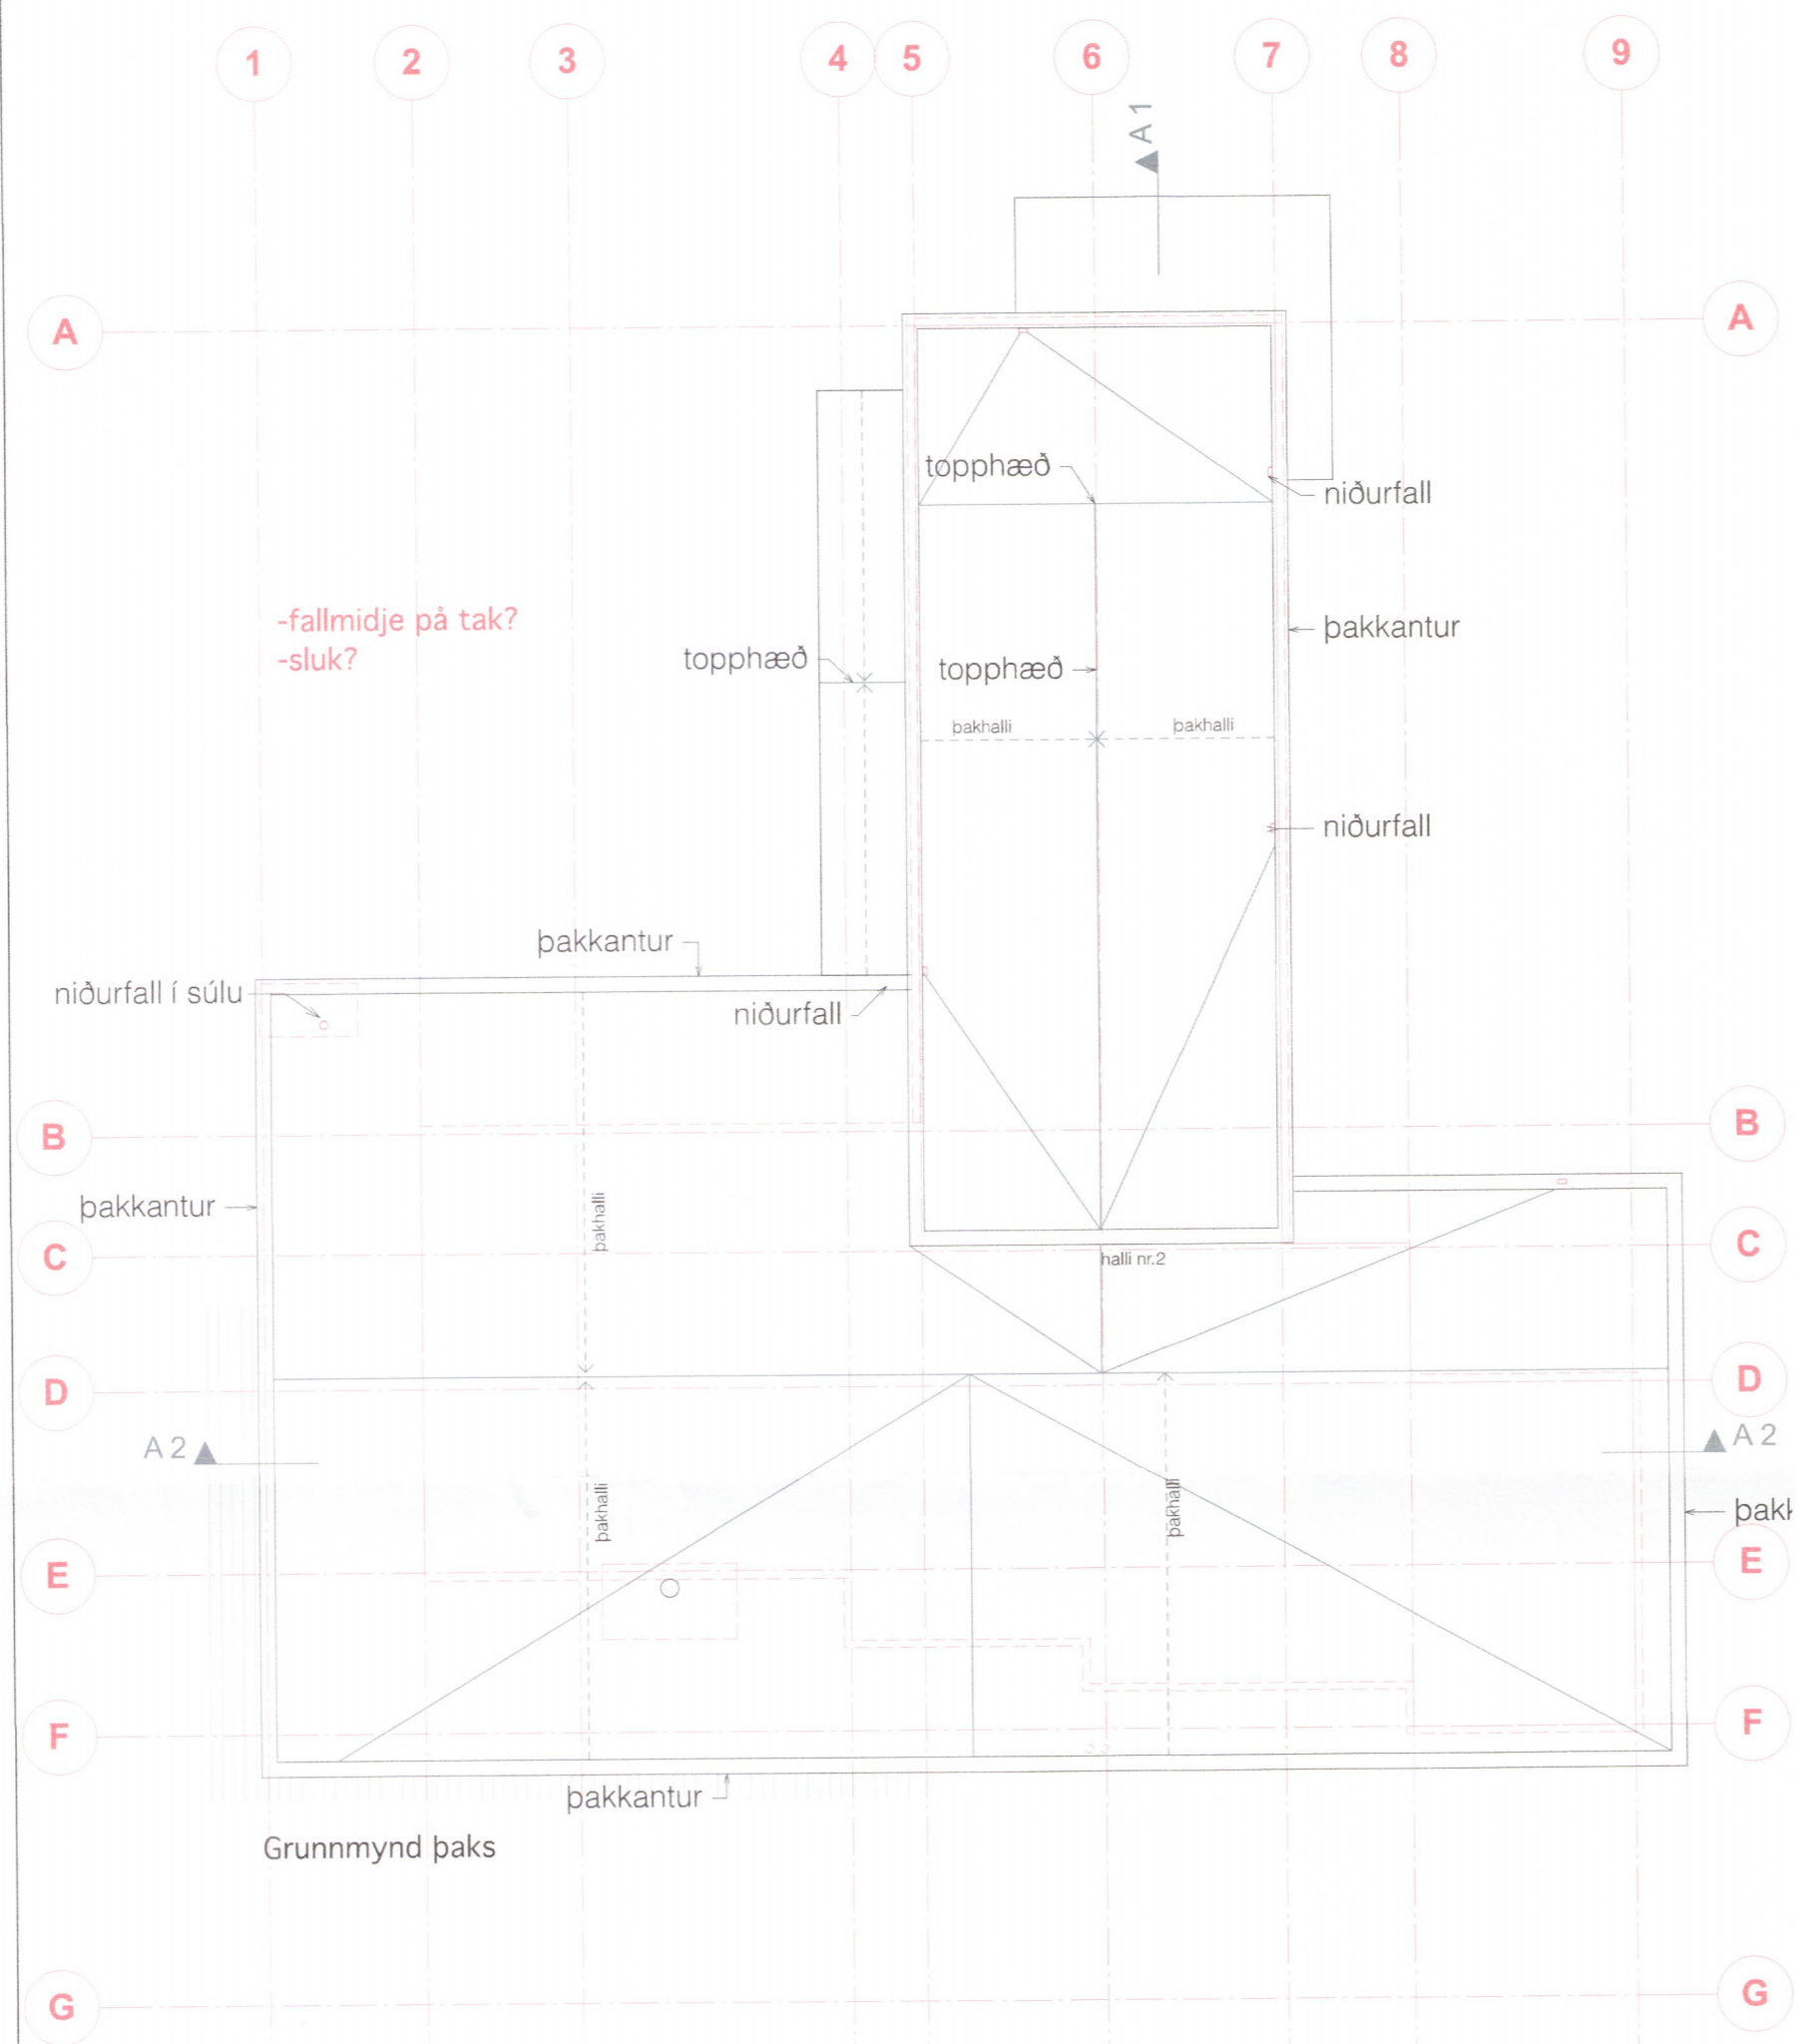 1 2 3 4 5 6 7 8 9
A 1
A A
topphæð
niðurfall
-fallmidje på tak?
-sluk?
þakkantur
topphæð
topphæð
þakhalli þakhalli
niðurfall
þakkantur
niðurfall í súlu
niðurfall
B B
þakkantur
þakhalli
C C
halli nr.2
D D
A 2 A 2
þakhalli
þakhalli
E E
F F
þakkantur
Grunnmynd þaks
G G